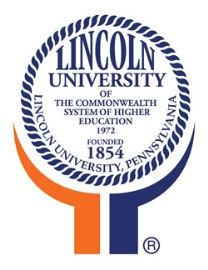 LINCOLN
UNIVERSITY
OF
THE COMMONWEALTH
SYSTEM OF HIGHER
EDUCATION
1972
FOUNDED
1854
LINCOLN UNIVERSITY, PENNSYLVANIA
®